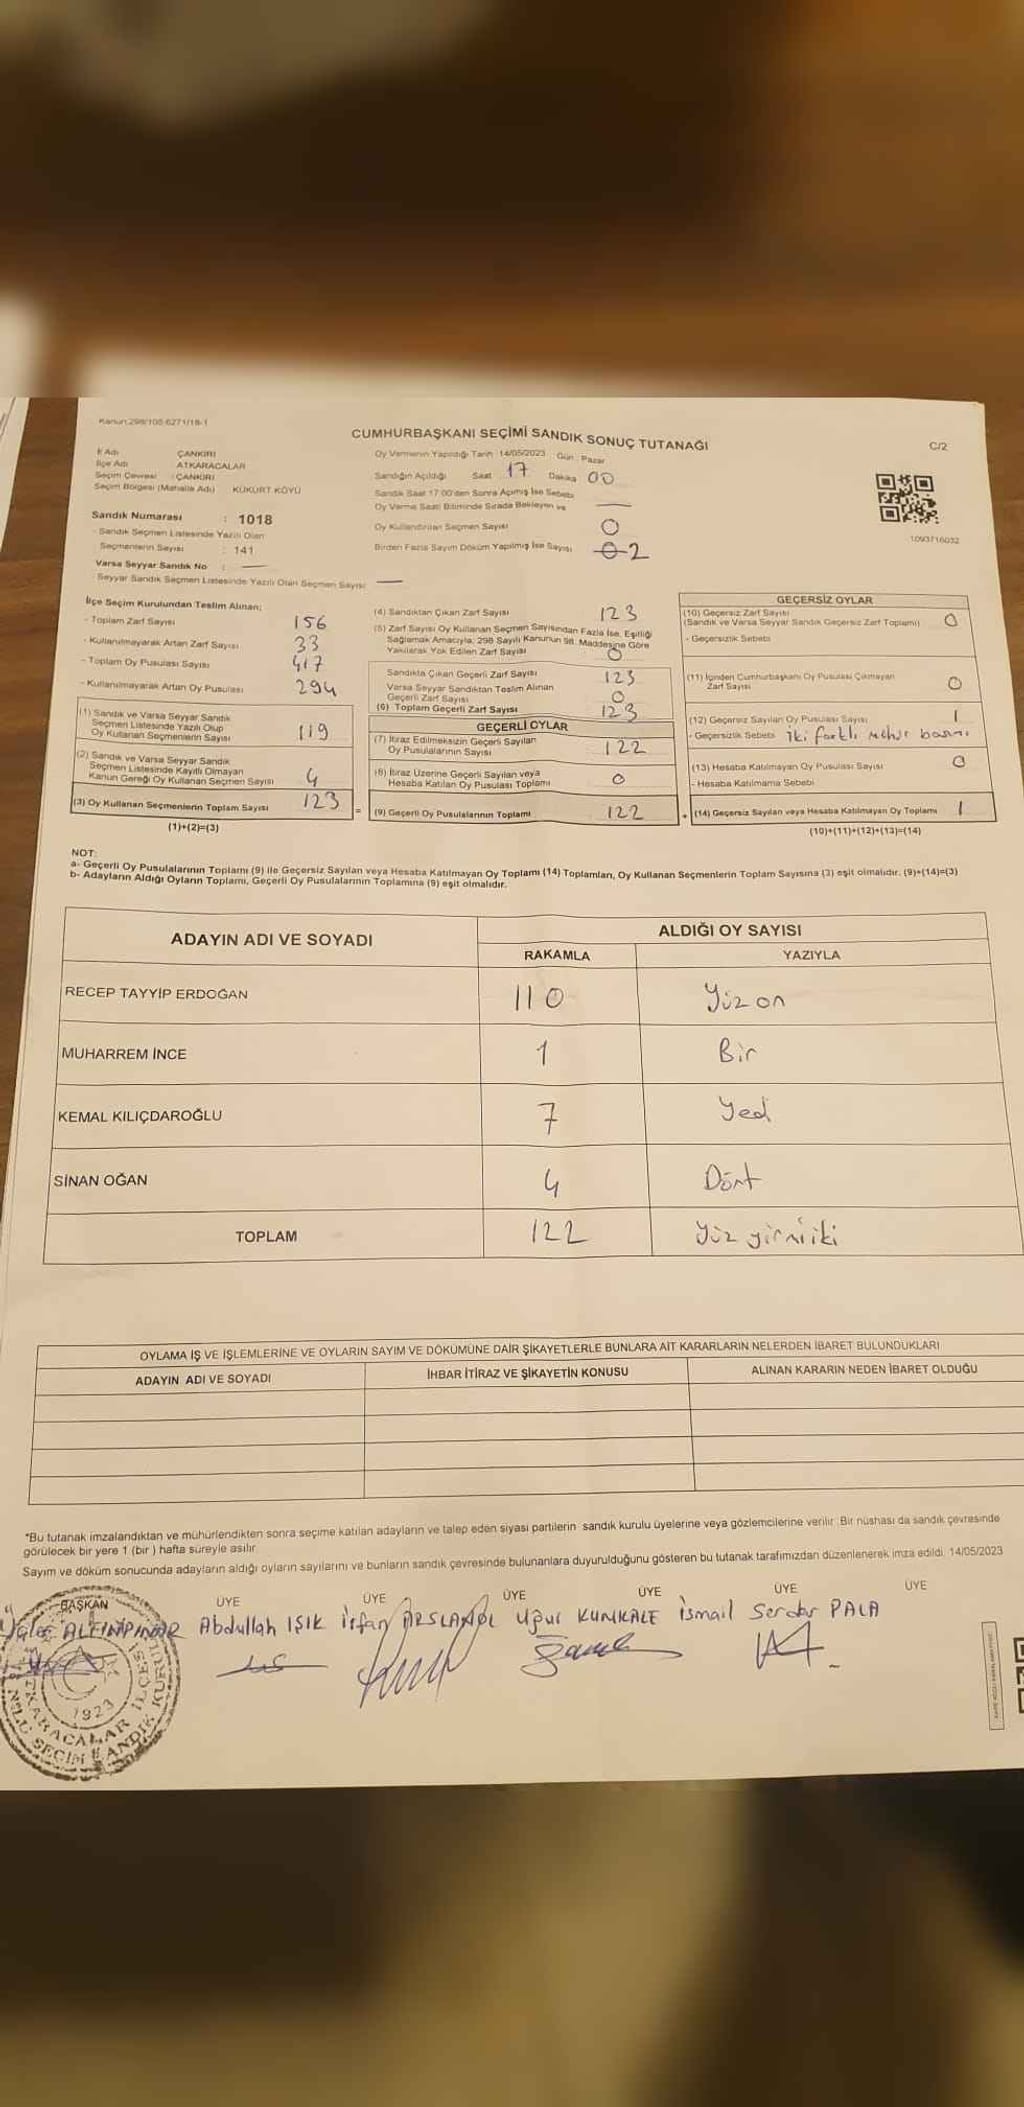 Kanun:298/105-6271/18-1
CUMHURBAŞKANI SEÇİMİ SANDIK SONUÇ TUTANAĞI
C/2
İl Adı ÇANKIRI
İlçe Adı ATKARACALAR
Seçim Çevresi : ÇANKIRI
Seçim Bölgesi (Mahalle Adı) KÜKÜRT KÖYÜ
Sandık Numarası : 1018
- Sandık Seçmen Listesinde Yazılı Olan
Seçmenlerin Sayısı : 141
Varsa Seyyar Sandık No : —
- Seyyar Sandık Seçmen Listesinde Yazılı Olan Seçmen Sayısı: —
Oy Vermenin Yapıldığı Tarih 14/05/2023 Gün Pazar
Sandığın Açıldığı Saat 17 Dakika 00
Sandık Saat 17.00'den Sonra Açılmış İse Sebebi
Oy Verme Saati Bitiminde Sırada Bekleyen ve —
Oy Kullandırılan Seçmen Sayısı 0
Birden Fazla Sayım Döküm Yapılmış İse Sayısı 0 2
1093716032
İlçe Seçim Kurulundan Teslim Alınan;
- Toplam Zarf Sayısı 156
- Kullanılmayarak Artan Zarf Sayısı 33
- Toplam Oy Pusulası Sayısı 417
- Kullanılmayarak Artan Oy Pusulası 294
(1) Sandık ve Varsa Seyyar Sandık
Seçmen Listesinde Yazılı Olup
Oy Kullanan Seçmenlerin Sayısı 119
(2) Sandık ve Varsa Seyyar Sandık
Seçmen Listesinde Kayıtlı Olmayan
Kanun Gereği Oy Kullanan Seçmen Sayısı 4
(3) Oy Kullanan Seçmenlerin Toplam Sayısı 123
(1)+(2)=(3)
(4) Sandıktan Çıkan Zarf Sayısı 123
(5) Zarf Sayısı Oy Kullanan Seçmen Sayısından Fazla İse, Eşitliği
Sağlamak Amacıyla, 298 Sayılı Kanunun 98. Maddesine Göre
Yakılarak Yok Edilen Zarf Sayısı 0
Sandıkta Çıkan Geçerli Zarf Sayısı 123
Varsa Seyyar Sandıktan Teslim Alınan
Geçerli Zarf Sayısı 0
(6) Toplam Geçerli Zarf Sayısı 123
GEÇERLİ OYLAR
(7) İtiraz Edilmeksizin Geçerli Sayılan
Oy Pusulalarının Sayısı 122
(8) İtiraz Üzerine Geçerli Sayılan veya
Hesaba Katılan Oy Pusulası Toplamı 0
= (9) Geçerli Oy Pusulalarının Toplamı 122
GEÇERSİZ OYLAR
(10) Geçersiz Zarf Sayısı
(Sandık ve Varsa Seyyar Sandık Geçersiz Zarf Toplamı) 0
- Geçersizlik Sebebi
(11) İçinden Cumhurbaşkanı Oy Pusulası Çıkmayan
Zarf Sayısı 0
(12) Geçersiz Sayılan Oy Pusulası Sayısı 1
- Geçersizlik Sebebi iki farklı mühür basımı
(13) Hesaba Katılmayan Oy Pusulası Sayısı 0
- Hesaba Katılmama Sebebi
+ (14) Geçersiz Sayılan veya Hesaba Katılmayan Oy Toplamı 1
(10)+(11)+(12)+(13)=(14)
NOT:
a- Geçerli Oy Pusulalarının Toplamı (9) ile Geçersiz Sayılan veya Hesaba Katılmayan Oy Toplamı (14) Toplamları, Oy Kullanan Seçmenlerin Toplam Sayısına (3) eşit olmalıdır. (9)+(14)=(3)
b- Adayların Aldığı Oyların Toplamı, Geçerli Oy Pusulalarının Toplamına (9) eşit olmalıdır.
ADAYIN ADI VE SOYADI
ALDIĞI OY SAYISI
RAKAMLA YAZIYLA
RECEP TAYYİP ERDOĞAN 110 Yüz on
MUHARREM İNCE 1 Bir
KEMAL KILIÇDAROĞLU 7 Yedi
SİNAN OĞAN 4 Dört
TOPLAM 122 Yüz yirmiiki
OYLAMA İŞ VE İŞLEMLERİNE VE OYLARIN SAYIM VE DÖKÜMÜNE DAİR ŞİKAYETLERLE BUNLARA AİT KARARLARIN NELERDEN İBARET BULUNDUKLARI
ADAYIN ADI VE SOYADI İHBAR İTİRAZ VE ŞİKAYETİN KONUSU ALINAN KARARIN NEDEN İBARET OLDUĞU
*Bu tutanak imzalandıktan ve mühürlendikten sonra seçime katılan adayların ve talep eden siyasi partilerin sandık kurulu üyelerine veya gözlemcilerine verilir. Bir nüshası da sandık çevresinde
görülecek bir yere 1 (bir ) hafta süreyle asılır.
Sayım ve döküm sonucunda adayların aldığı oyların sayılarını ve bunların sandık çevresinde bulunanlara duyurulduğunu gösteren bu tutanak tarafımızdan düzenlenerek imza edildi. 14/05/2023
BAŞKAN ÜYE ÜYE ÜYE ÜYE ÜYE ÜYE
ALTINPINAR Abdullah IŞIK İrfan ARSLANOL Uğur KUNKALE İsmail Serdar PALA
1923
ATKARACALAR İLÇESİ
SEÇİM SANDIK KURULU